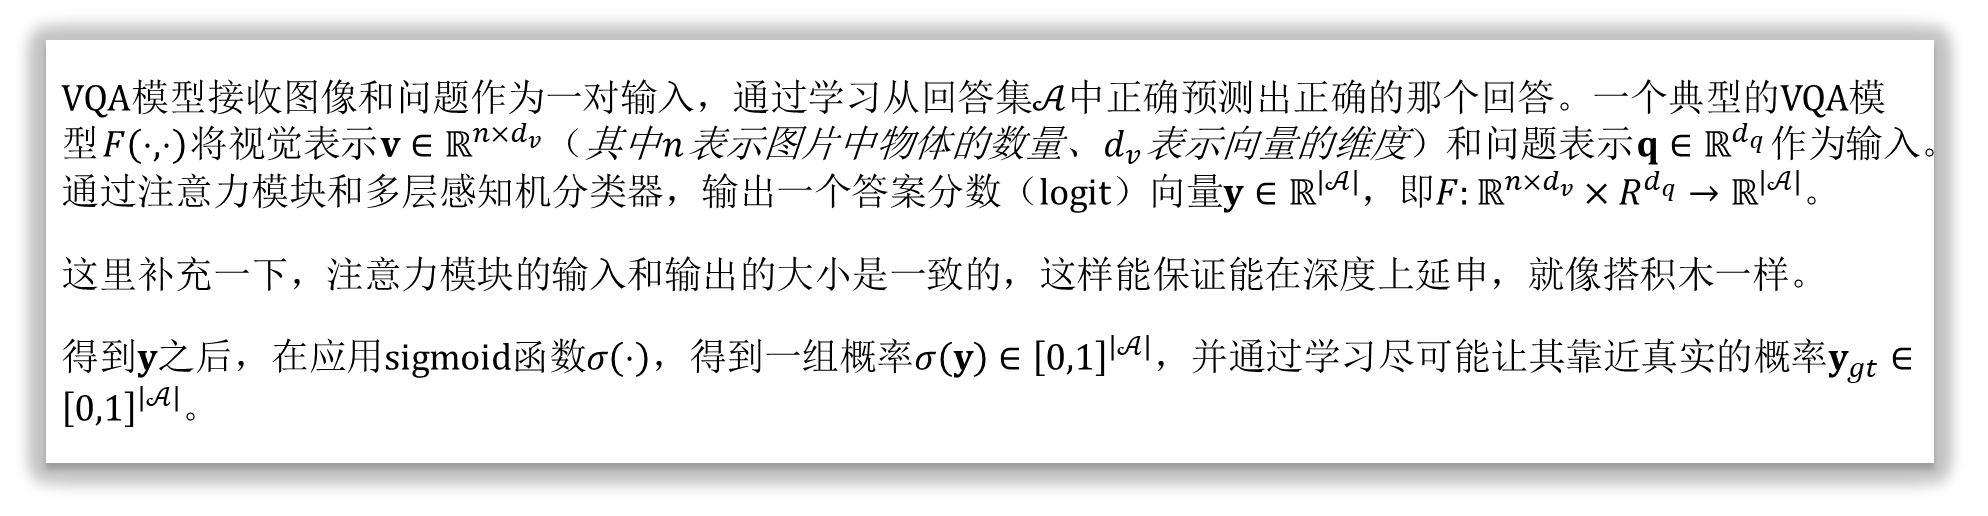 VQA模型接收图像和问题作为一对输入，通过学习从回答集𝒜中正确预测出正确的那个回答。一个典型的VQA模
型F(·,·)将视觉表示𝐯 ∈ ℝⁿˣᵈᵛ（其中n表示图片中物体的数量、dᵥ表示向量的维度）和问题表示𝐪 ∈ ℝ^{d_q}作为输入。
通过注意力模块和多层感知机分类器，输出一个答案分数（logit）向量𝐲 ∈ ℝ^{|𝒜|}，即F: ℝ^{n×d_v} × R^{d_q} → ℝ^{|𝒜|}。
这里补充一下，注意力模块的输入和输出的大小是一致的，这样能保证能在深度上延申，就像搭积木一样。
得到𝐲之后，在应用sigmoid函数σ(·)，得到一组概率σ(𝐲) ∈ [0,1]^{|𝒜|}，并通过学习尽可能让其靠近真实的概率𝐲_{gt} ∈
[0,1]^{|𝒜|}。